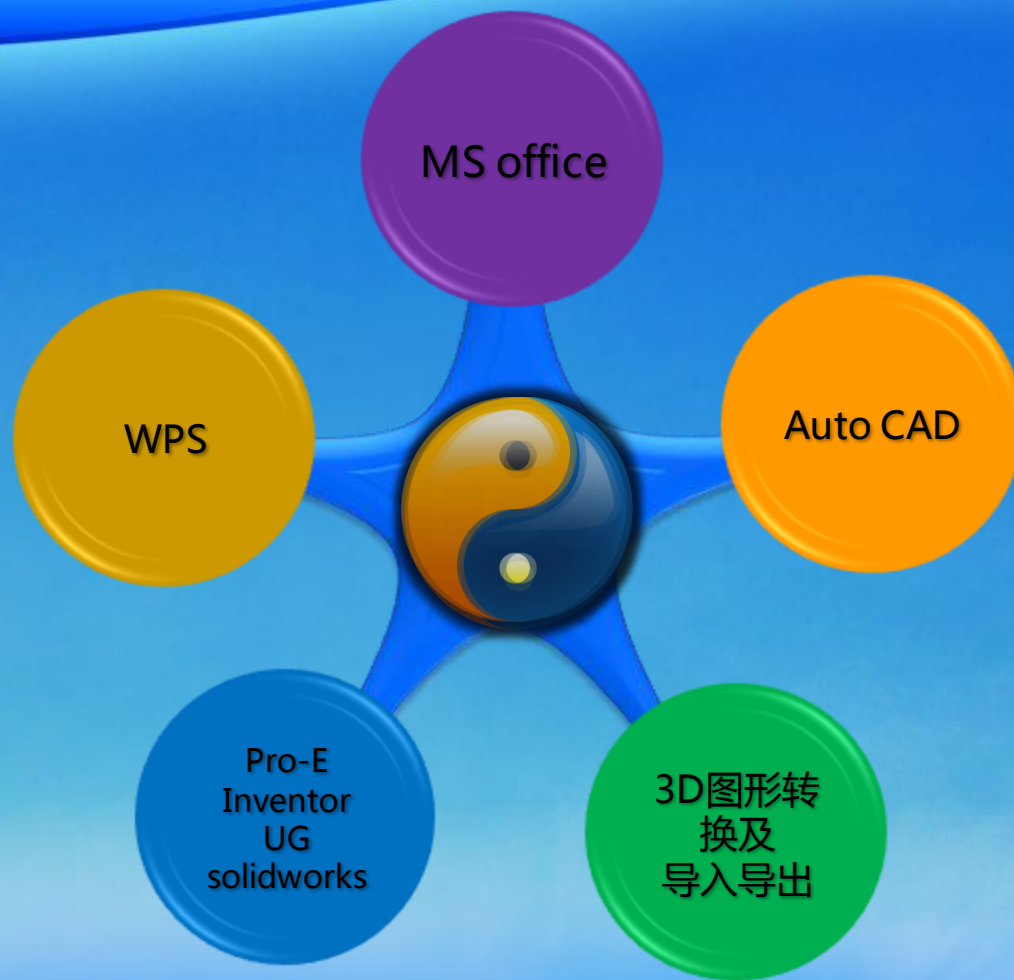 MS office
WPS
Auto CAD
Pro-E
Inventor
UG
solidworks
3D图形转
换及
导入导出